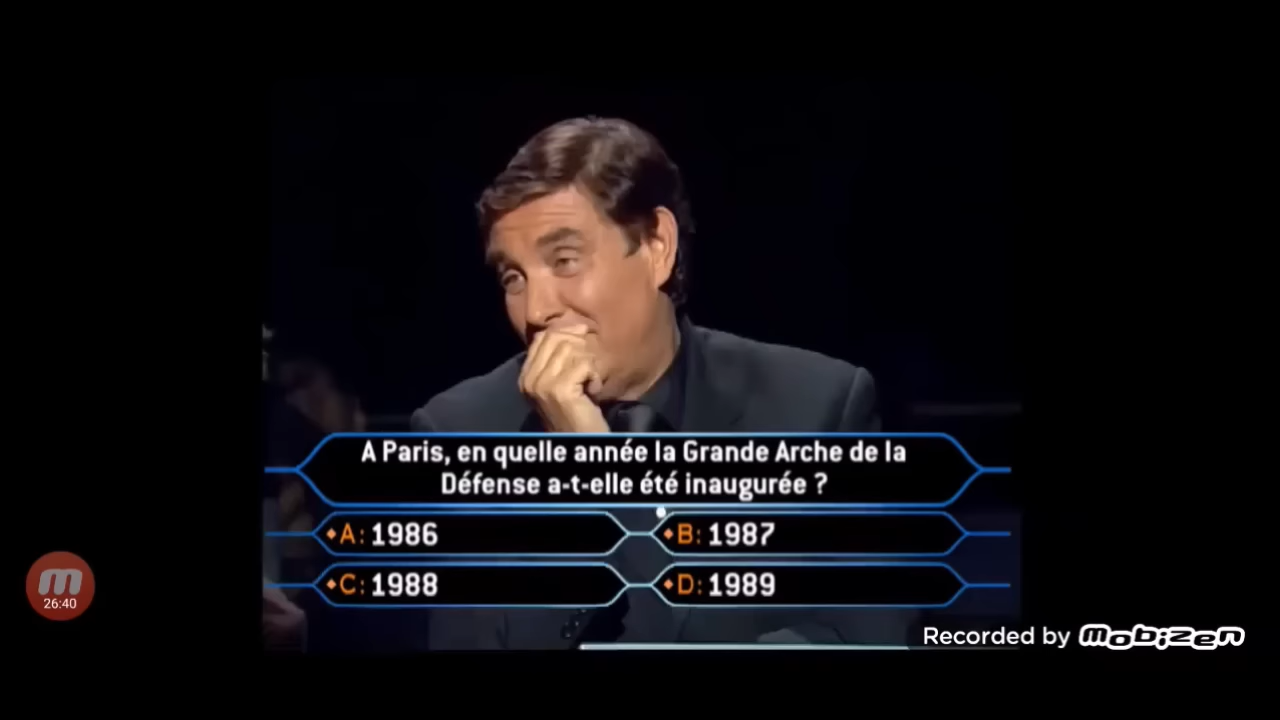 A Paris, en quelle année la Grande Arche de la
Défense a-t-elle été inaugurée ?
A: 1986
B: 1987
C: 1988
D: 1989
26:40
Recorded by mobizen